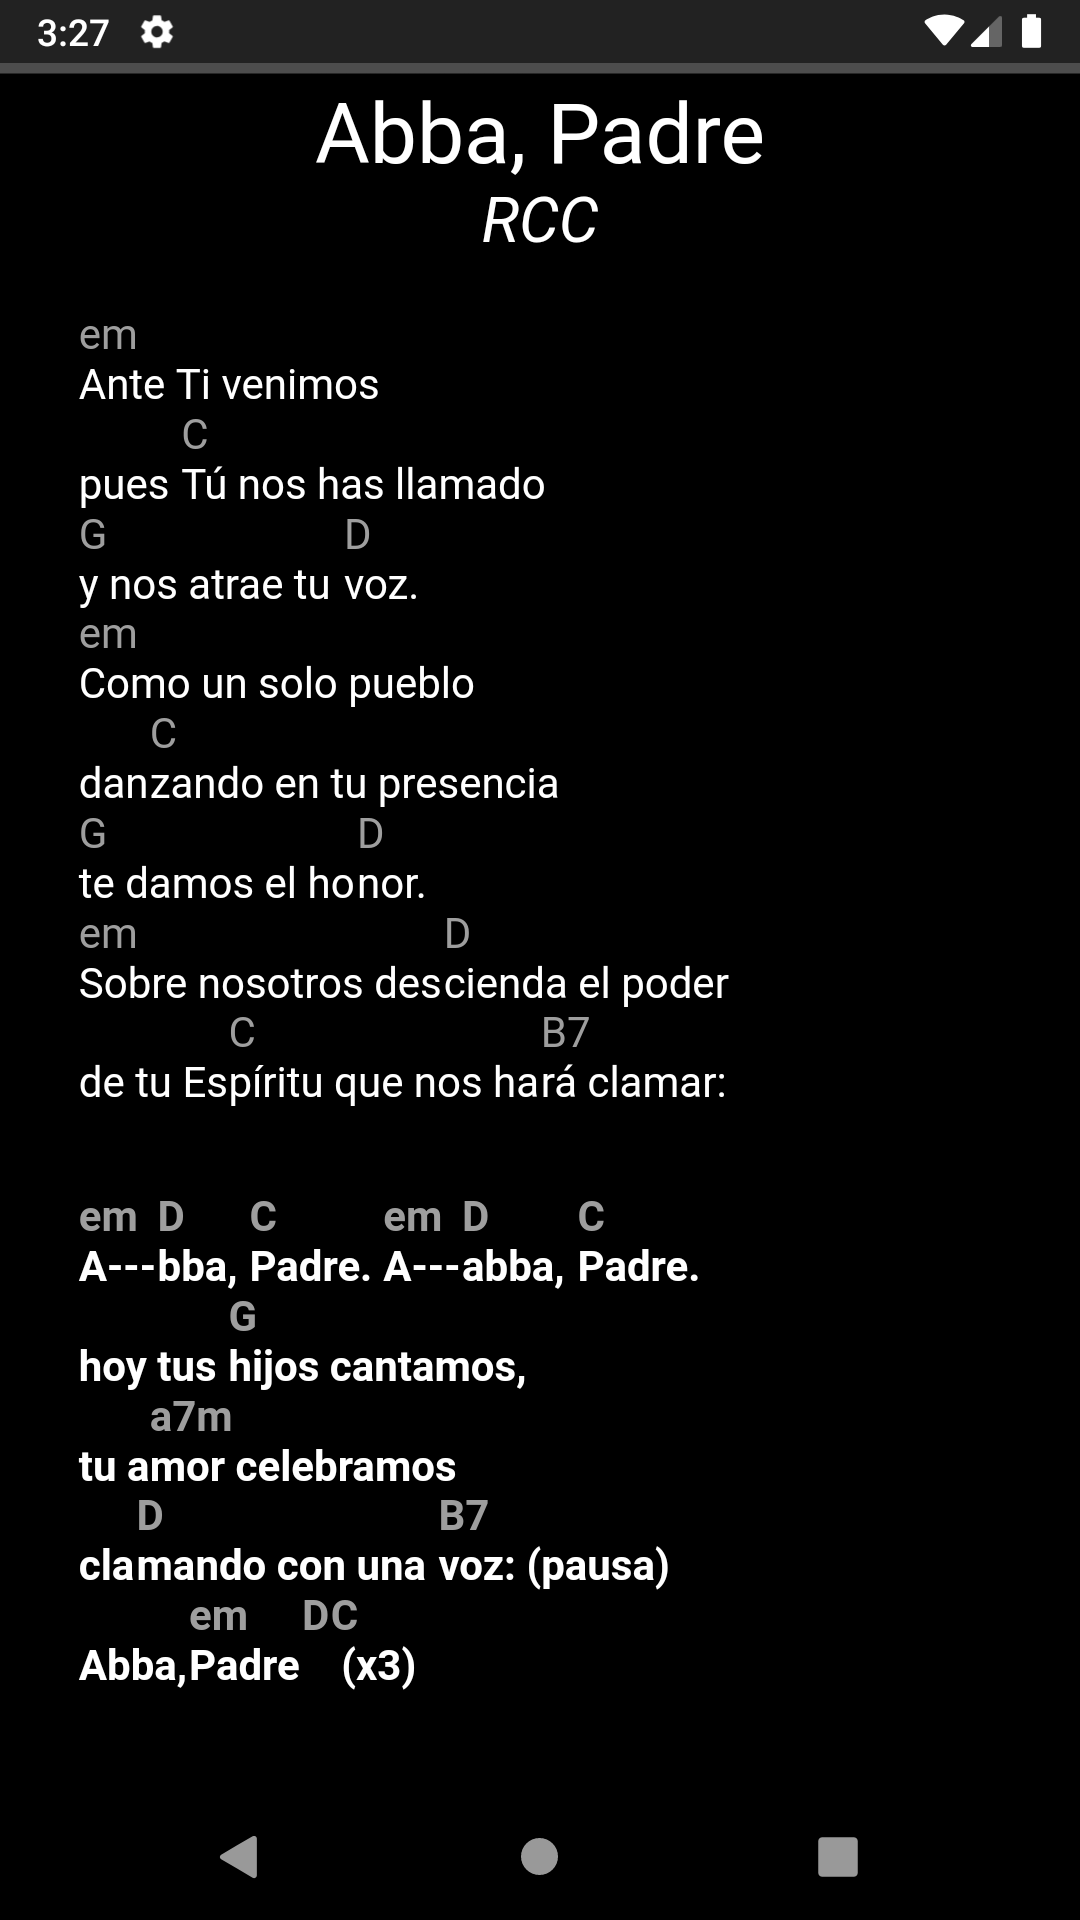 3:27
Abba, Padre
RCC
em
Ante Ti venimos
C
pues Tú nos has llamado
G D
y nos atrae tu voz.
em
Como un solo pueblo
C
danzando en tu presencia
G D
te damos el honor.
em D
Sobre nosotros descienda el poder
C B7
de tu Espíritu que nos hará clamar:
em D C em D C
A---bba, Padre. A---abba, Padre.
G
hoy tus hijos cantamos,
a7m
tu amor celebramos
D B7
clamando con una voz: (pausa)
em DC
Abba,Padre (x3)